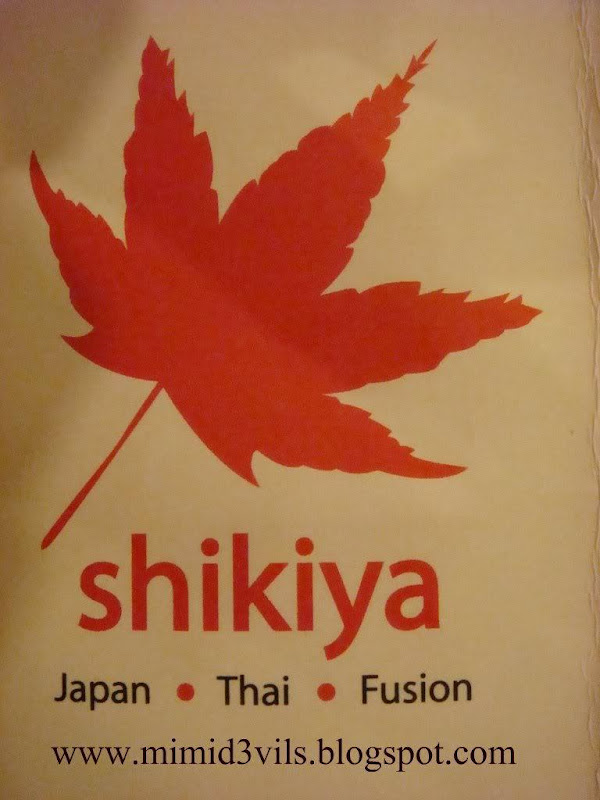 shikiya
Japan • Thai • Fusion
www.mimid3vils.blogspot.com